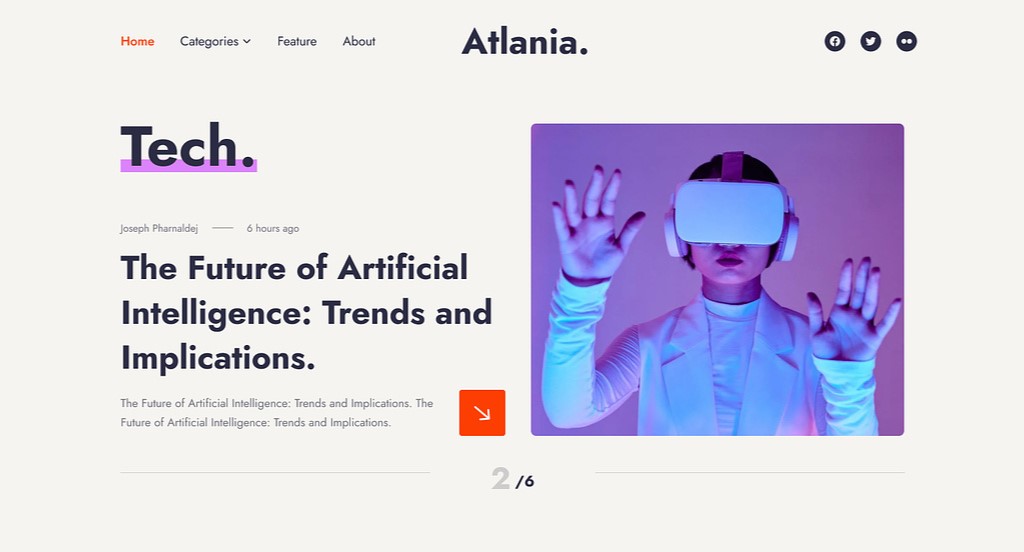 Home Categories Feature About
Atlania.
Tech.
Joseph Pharnaldej 6 hours ago
The Future of Artificial
Intelligence: Trends and
Implications.
The Future of Artificial Intelligence: Trends and Implications. The
Future of Artificial Intelligence: Trends and Implications.
2 /6